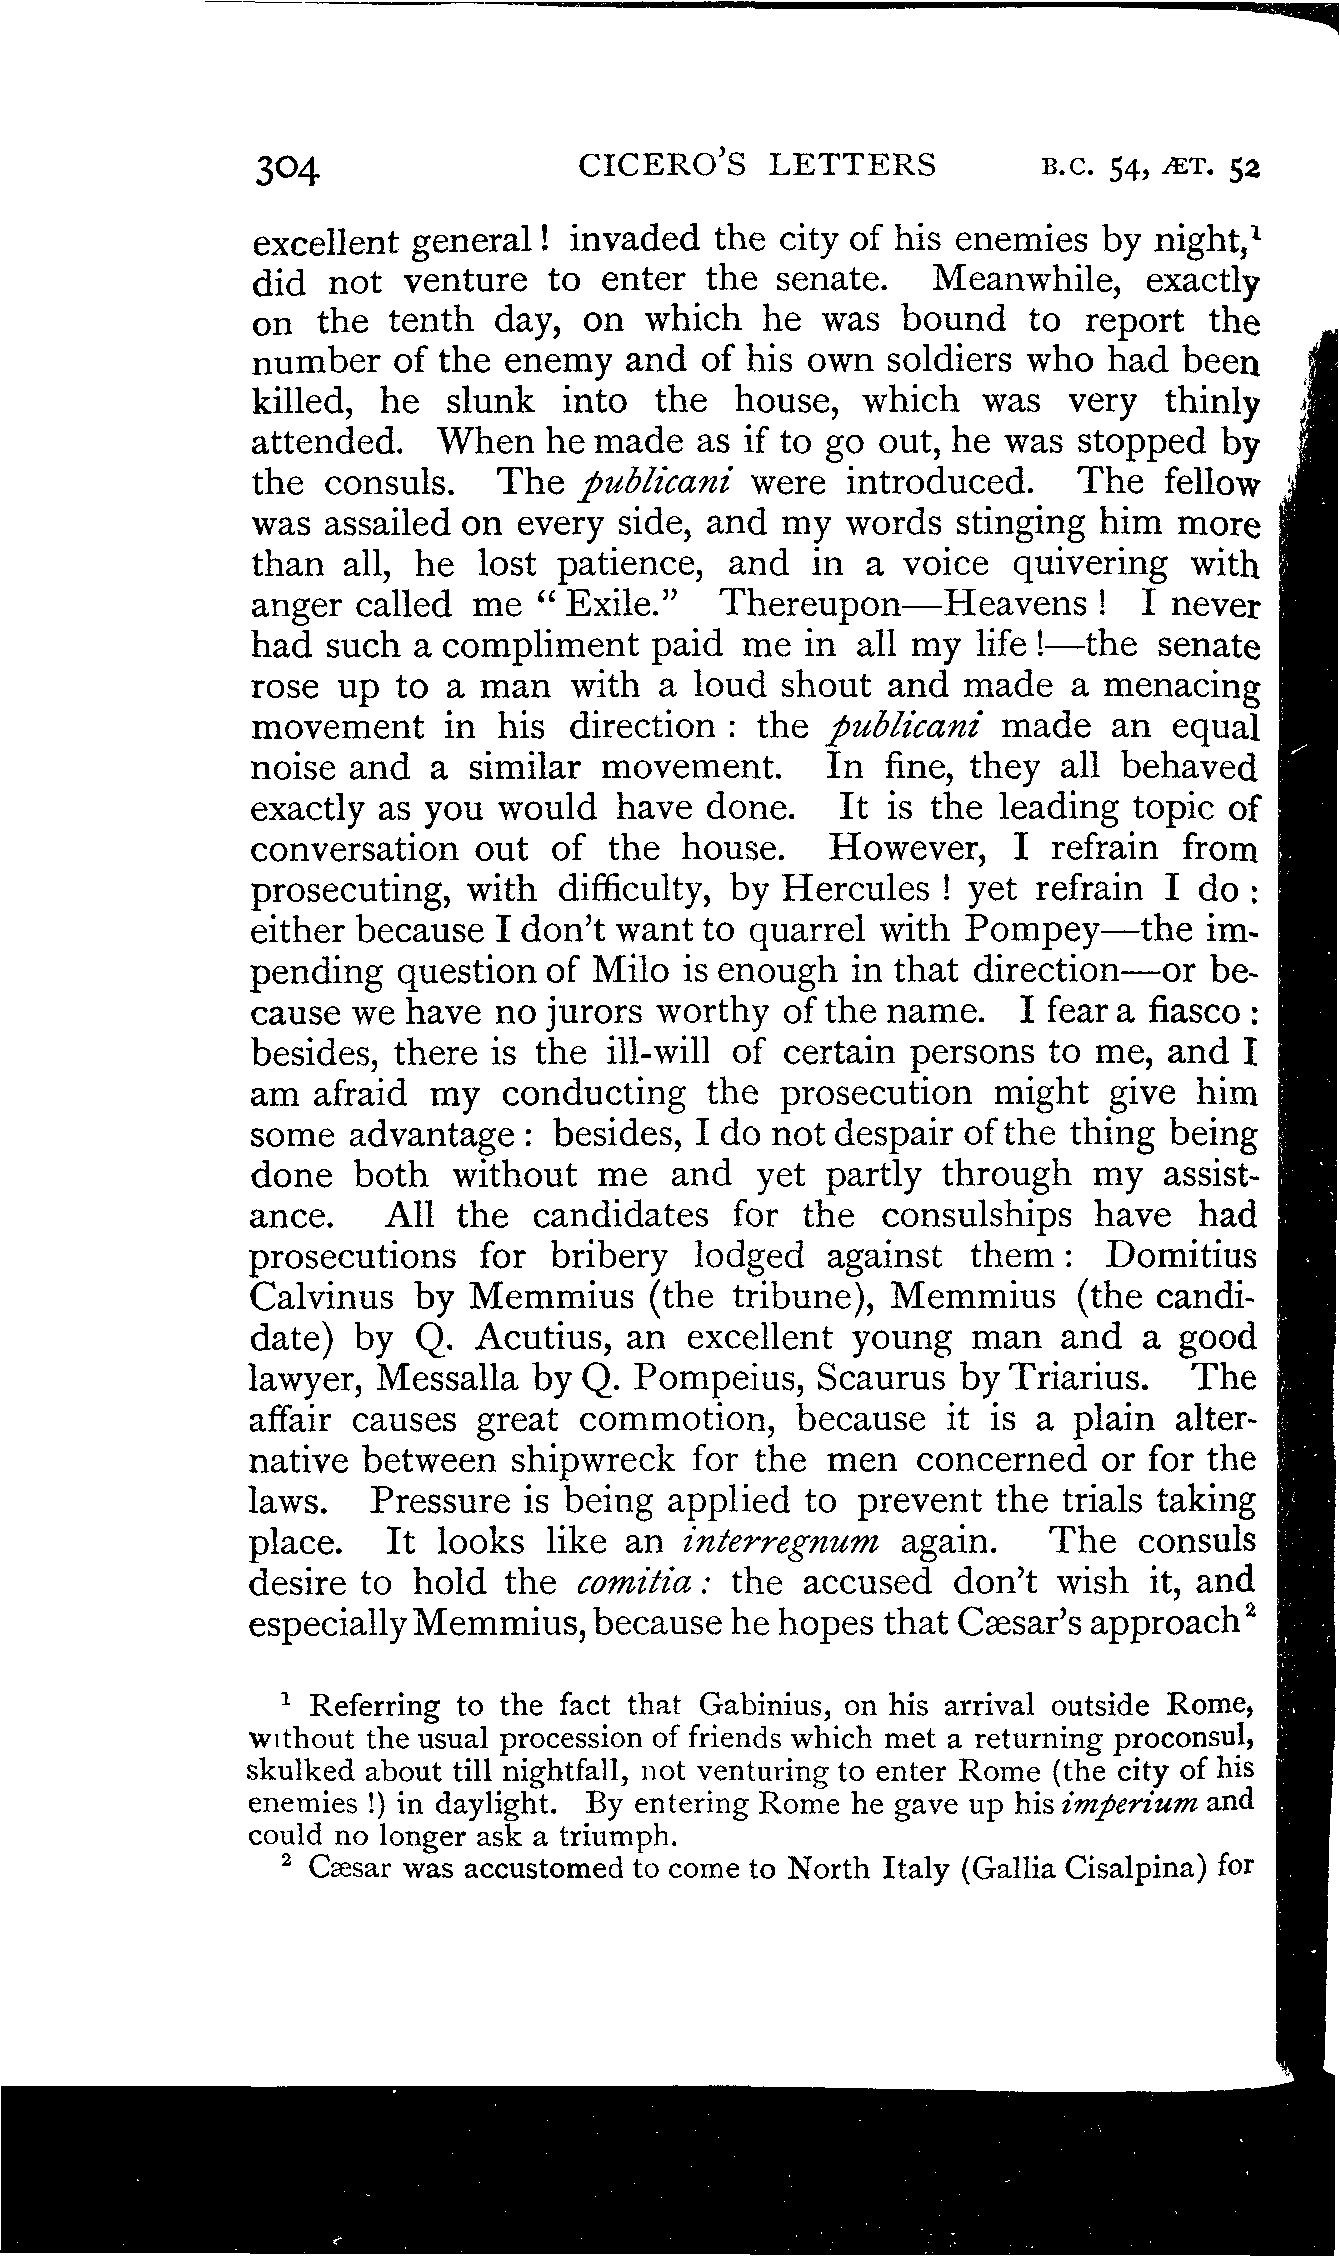 304 CICERO'S LETTERS B.C. 54, ÆT. 52
excellent general! invaded the city of his enemies by night,¹
did not venture to enter the senate. Meanwhile, exactly
on the tenth day, on which he was bound to report the
number of the enemy and of his own soldiers who had been
killed, he slunk into the house, which was very thinly
attended. When he made as if to go out, he was stopped by
the consuls. The publicani were introduced. The fellow
was assailed on every side, and my words stinging him more
than all, he lost patience, and in a voice quivering with
anger called me "Exile." Thereupon—Heavens! I never
had such a compliment paid me in all my life!—the senate
rose up to a man with a loud shout and made a menacing
movement in his direction: the publicani made an equal
noise and a similar movement. In fine, they all behaved
exactly as you would have done. It is the leading topic of
conversation out of the house. However, I refrain from
prosecuting, with difficulty, by Hercules! yet refrain I do:
either because I don't want to quarrel with Pompey—the im-
pending question of Milo is enough in that direction—or be-
cause we have no jurors worthy of the name. I fear a fiasco:
besides, there is the ill-will of certain persons to me, and I
am afraid my conducting the prosecution might give him
some advantage: besides, I do not despair of the thing being
done both without me and yet partly through my assist-
ance. All the candidates for the consulships have had
prosecutions for bribery lodged against them: Domitius
Calvinus by Memmius (the tribune), Memmius (the candi-
date) by Q. Acutius, an excellent young man and a good
lawyer, Messalla by Q. Pompeius, Scaurus by Triarius. The
affair causes great commotion, because it is a plain alter-
native between shipwreck for the men concerned or for the
laws. Pressure is being applied to prevent the trials taking
place. It looks like an interregnum again. The consuls
desire to hold the comitia: the accused don't wish it, and
especially Memmius, because he hopes that Cæsar's approach²
¹ Referring to the fact that Gabinius, on his arrival outside Rome,
without the usual procession of friends which met a returning proconsul,
skulked about till nightfall, not venturing to enter Rome (the city of his
enemies!) in daylight. By entering Rome he gave up his imperium and
could no longer ask a triumph.
² Cæsar was accustomed to come to North Italy (Gallia Cisalpina) for